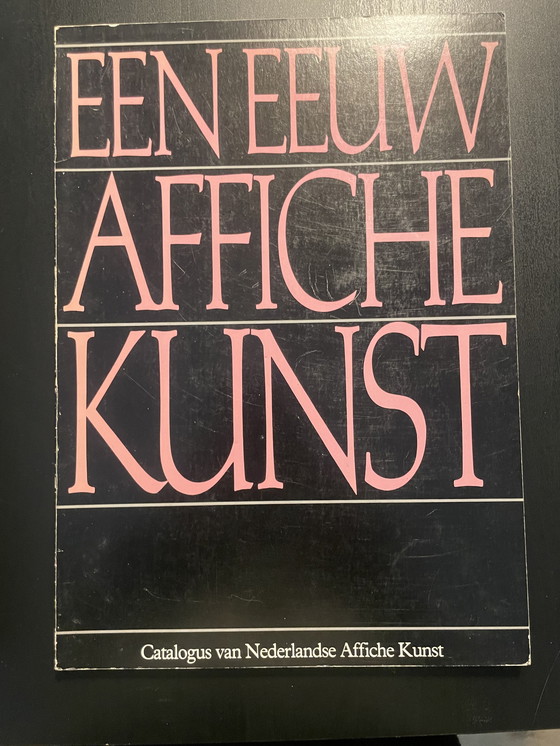 EEN EEUW
AFFICHE
KUNST
Catalogus van Nederlandse Affiche Kunst